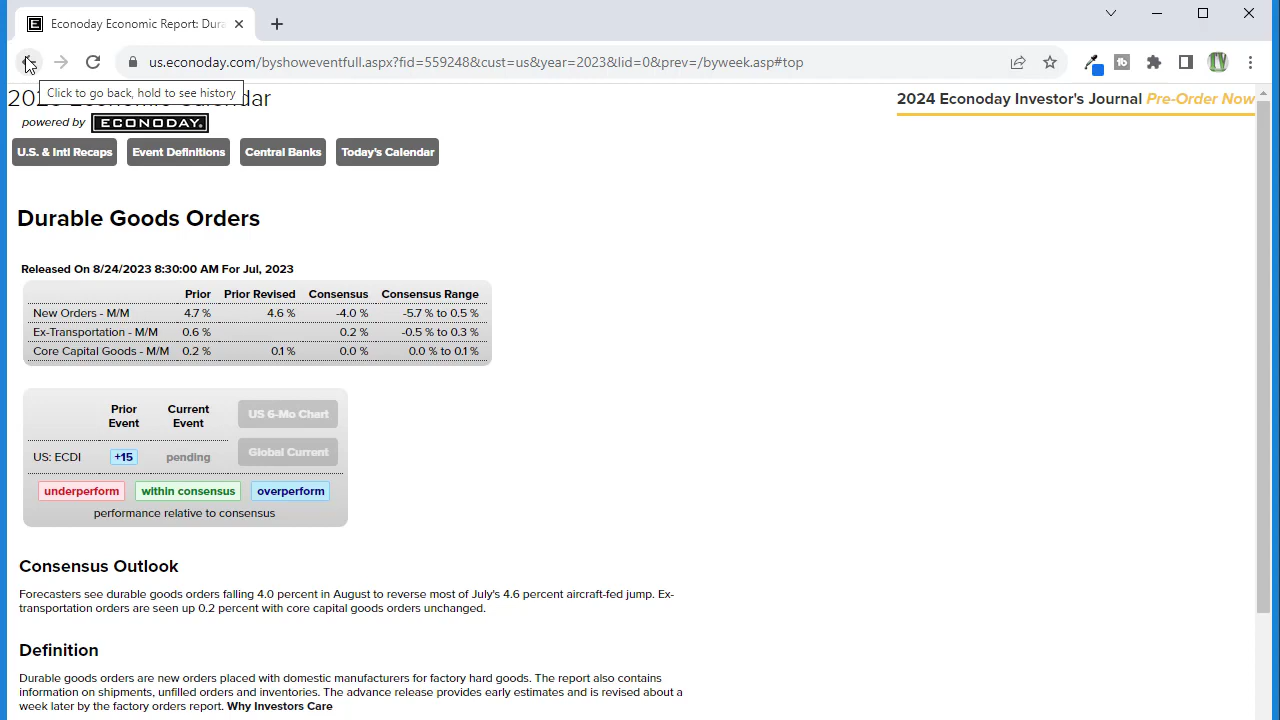 Econoday Economic Report: Dura
us.econoday.com/byshoweventfull.aspx?fid=559248&cust=us&year=2023&lid=0&prev=/byweek.asp#top
Click to go back, hold to see history
powered by ECONODAY.
2024 Econoday Investor's Journal Pre-Order Now
U.S. & Intl Recaps Event Definitions Central Banks Today's Calendar
Durable Goods Orders
Released On 8/24/2023 8:30:00 AM For Jul, 2023
Prior Prior Revised Consensus Consensus Range
New Orders - M/M 4.7 % 4.6 % -4.0 % -5.7 % to 0.5 %
Ex-Transportation - M/M 0.6 % 0.2 % -0.5 % to 0.3 %
Core Capital Goods - M/M 0.2 % 0.1 % 0.0 % 0.0 % to 0.1 %
Prior Event Current Event US 6-Mo Chart
Global Current
US: ECDI +15 pending
underperform within consensus overperform
performance relative to consensus
Consensus Outlook
Forecasters see durable goods orders falling 4.0 percent in August to reverse most of July's 4.6 percent aircraft-fed jump. Ex-
transportation orders are seen up 0.2 percent with core capital goods orders unchanged.
Definition
Durable goods orders are new orders placed with domestic manufacturers for factory hard goods. The report also contains
information on shipments, unfilled orders and inventories. The advance release provides early estimates and is revised about a
week later by the factory orders report. Why Investors Care